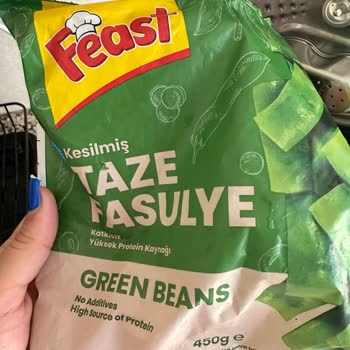 Feast
Kesilmiş
TAZE
FASULYE
Katkısız
Yüksek Protein Kaynağı
GREEN BEANS
No Additives
High Source of Protein
450g e